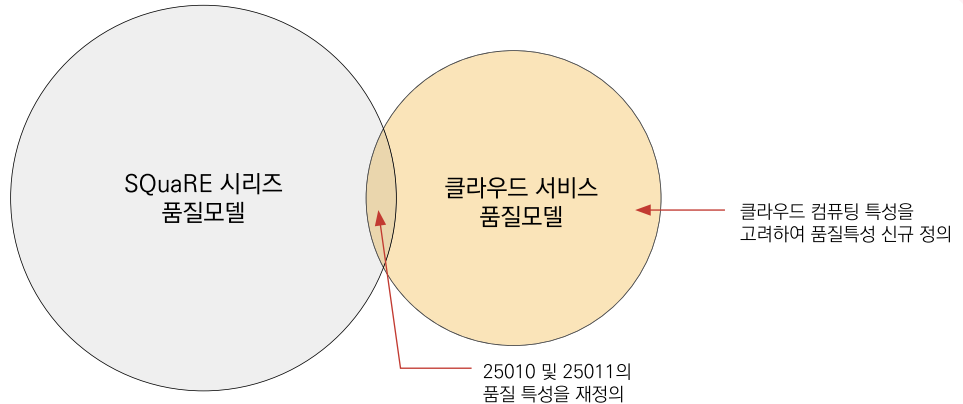 SQuaRE 시리즈
품질모델
클라우드 서비스
품질모델
클라우드 컴퓨팅 특성을
고려하여 품질특성 신규 정의
25010 및 25011의
품질 특성을 재정의